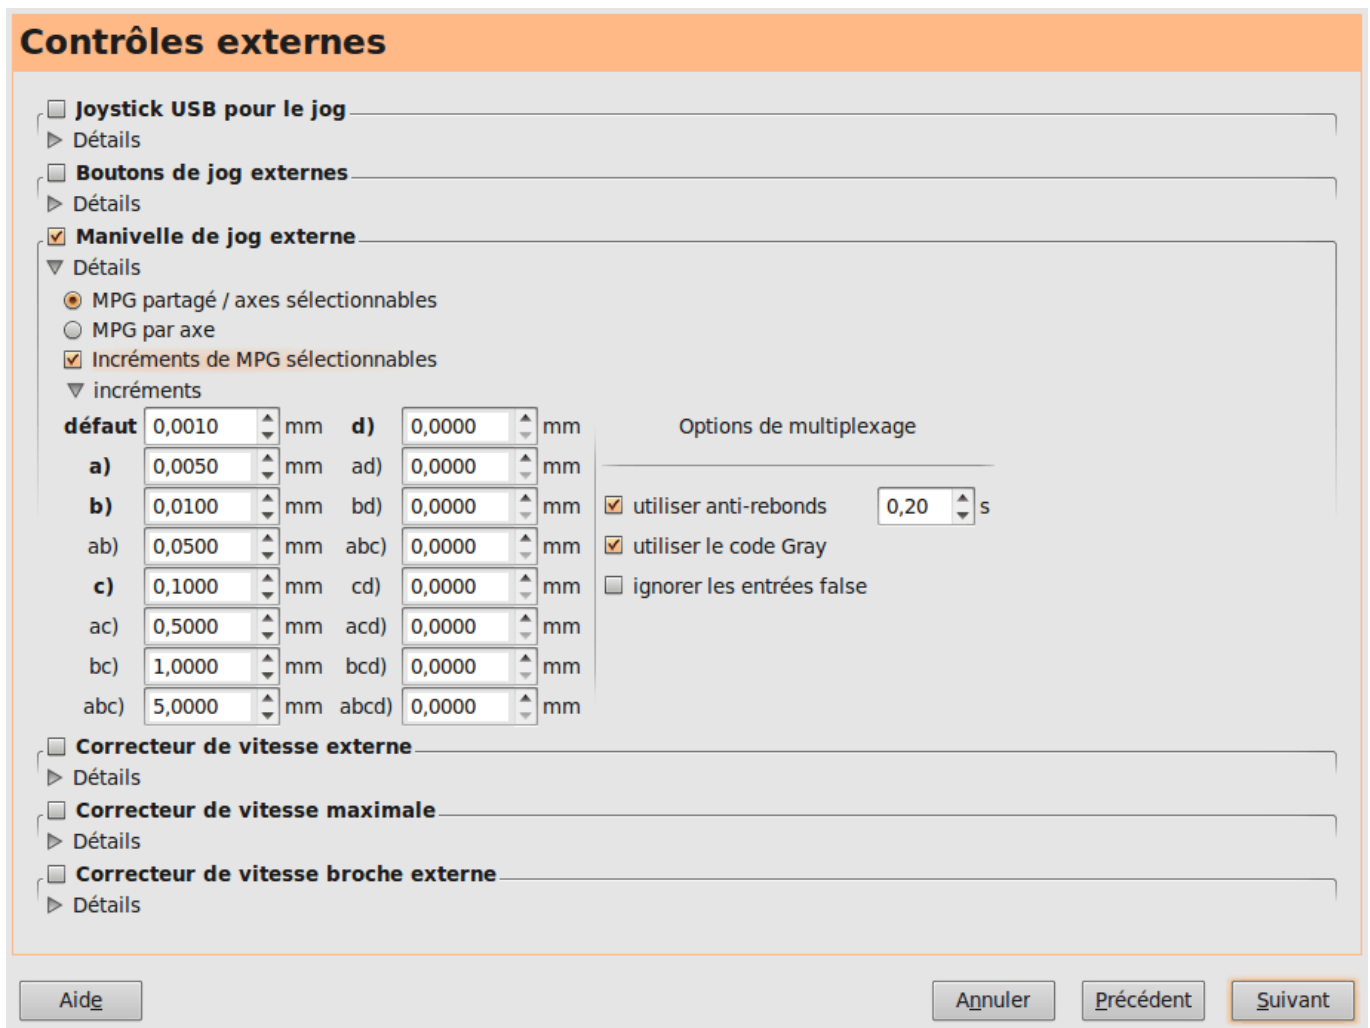 Contrôles externes
Joystick USB pour le jog
Détails
Boutons de jog externes
Détails
Manivelle de jog externe
Détails
MPG partagé / axes sélectionnables
MPG par axe
Incréments de MPG sélectionnables
incréments
défaut 0,0010 mm d) 0,0000 mm Options de multiplexage
a) 0,0050 mm ad) 0,0000 mm
b) 0,0100 mm bd) 0,0000 mm utiliser anti-rebonds 0,20 s
ab) 0,0500 mm abc) 0,0000 mm utiliser le code Gray
c) 0,1000 mm cd) 0,0000 mm ignorer les entrées false
ac) 0,5000 mm acd) 0,0000 mm
bc) 1,0000 mm bcd) 0,0000 mm
abc) 5,0000 mm abcd) 0,0000 mm
Correcteur de vitesse externe
Détails
Correcteur de vitesse maximale
Détails
Correcteur de vitesse broche externe
Détails
Aide Annuler Précédent Suivant